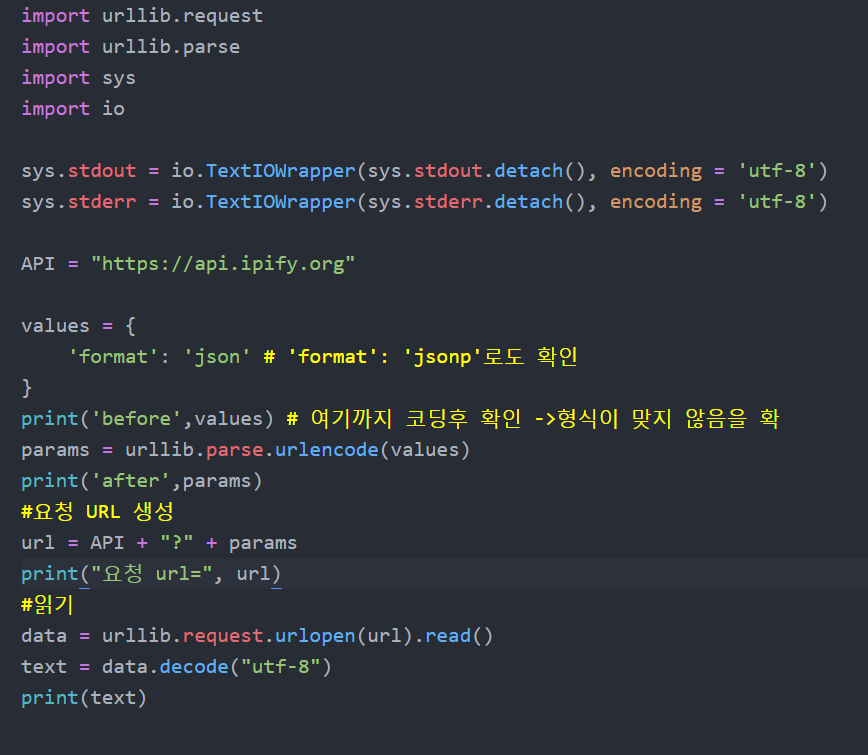 import urllib.request
import urllib.parse
import sys
import io
sys.stdout = io.TextIOWrapper(sys.stdout.detach(), encoding = 'utf-8')
sys.stderr = io.TextIOWrapper(sys.stderr.detach(), encoding = 'utf-8')
API = "https://api.ipify.org"
values = {
    'format': 'json' # 'format': 'jsonp'로도 확인
}
print('before',values) # 여기까지 코딩후 확인 ->형식이 맞지 않음을 확
params = urllib.parse.urlencode(values)
print('after',params)
#요청 URL 생성
url = API + "?" + params
print("요청 url=", url)
#읽기
data = urllib.request.urlopen(url).read()
text = data.decode("utf-8")
print(text)